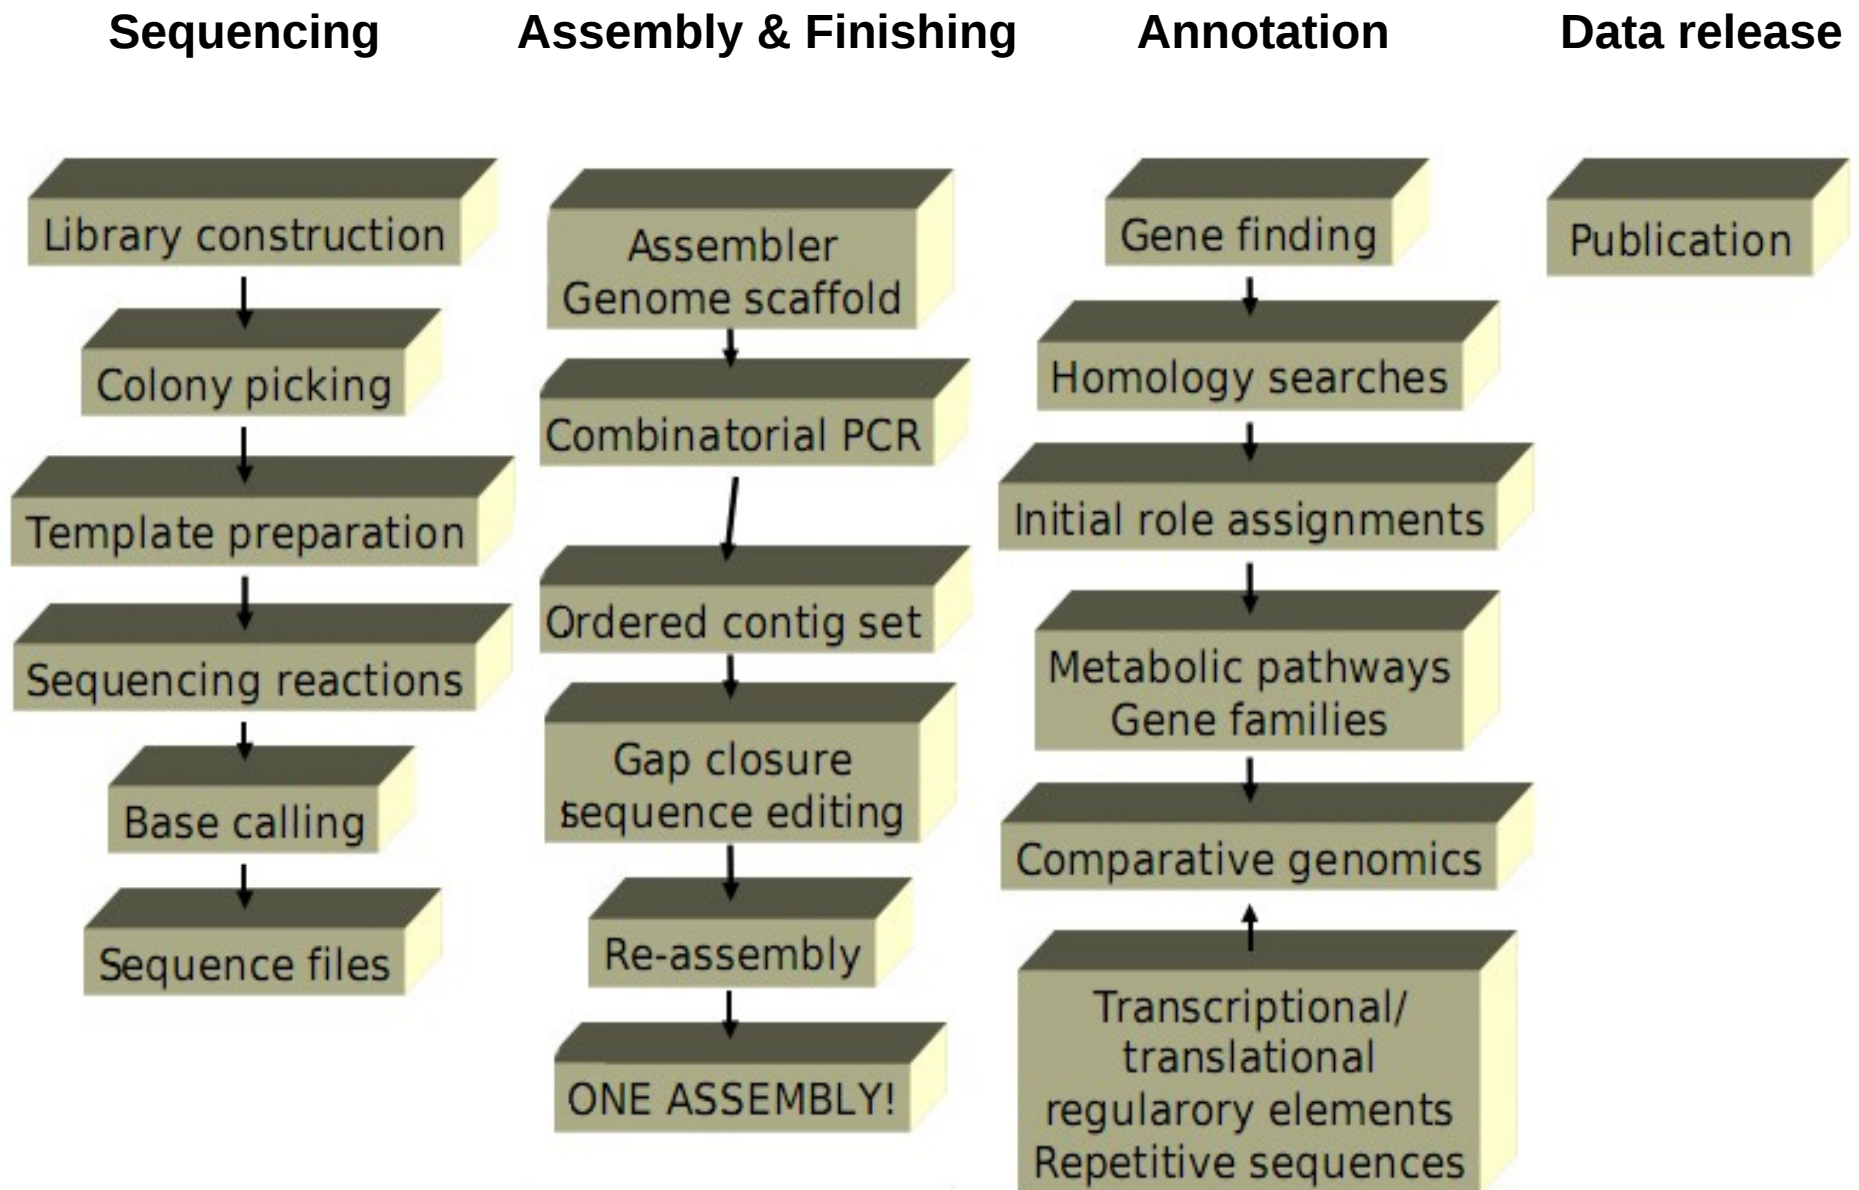 Sequencing
Assembly & Finishing
Annotation
Data release
Library construction
Colony picking
Template preparation
Sequencing reactions
Base calling
Sequence files
Assembler
Genome scaffold
Combinatorial PCR
Ordered contig set
Gap closure
sequence editing
Re-assembly
ONE ASSEMBLY!
Gene finding
Homology searches
Initial role assignments
Metabolic pathways
Gene families
Comparative genomics
Transcriptional/
translational
regularory elements
Repetitive sequences
Publication